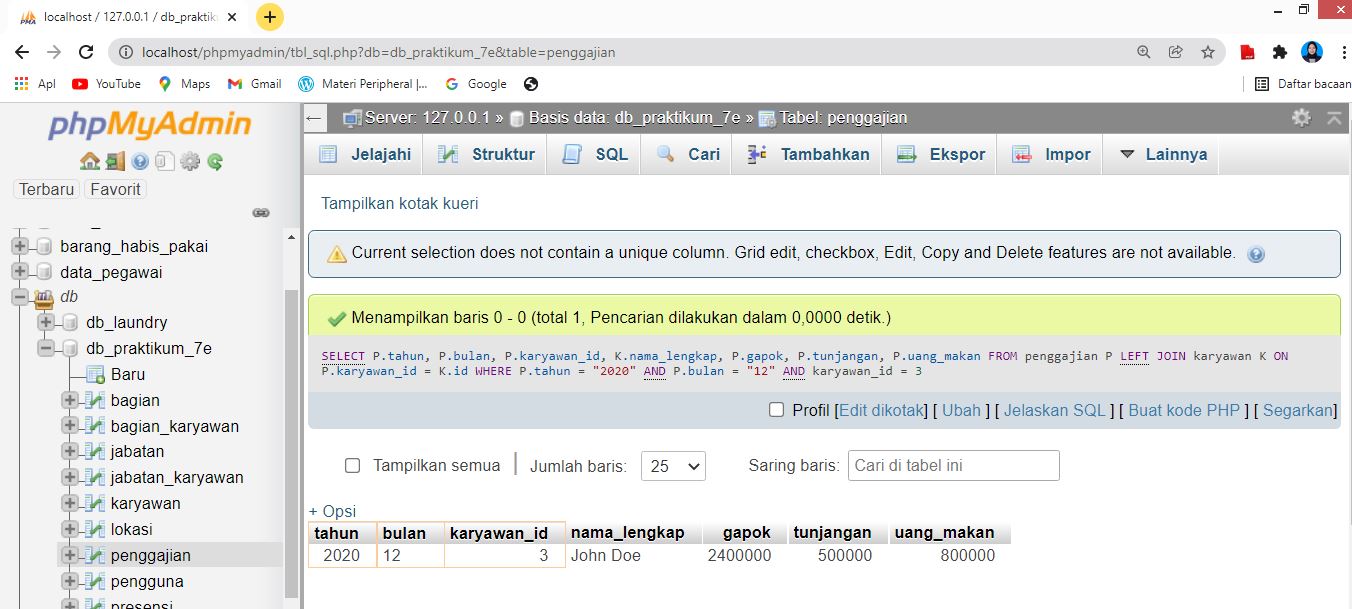 localhost / 127.0.0.1 / db_praktik
localhost/phpmyadmin/tbl_sql.php?db=db_praktikum_7e&table=penggajian
Apl YouTube Maps Gmail Materi Peripheral |... Google Daftar bacaan
phpMyAdmin
Terbaru Favorit
barang_habis_pakai
data_pegawai
db
db_laundry
db_praktikum_7e
Baru
bagian
bagian_karyawan
jabatan
jabatan_karyawan
karyawan
lokasi
penggajian
pengguna
presensi
Server: 127.0.0.1 » Basis data: db_praktikum_7e » Tabel: penggajian
Jelajahi Struktur SQL Cari Tambahkan Ekspor Impor Lainnya
Tampilkan kotak kueri
Current selection does not contain a unique column. Grid edit, checkbox, Edit, Copy and Delete features are not available.
Menampilkan baris 0 - 0 (total 1, Pencarian dilakukan dalam 0,0000 detik.)
SELECT P.tahun, P.bulan, P.karyawan_id, K.nama_lengkap, P.gapok, P.tunjangan, P.uang_makan FROM penggajian P LEFT JOIN karyawan K ON
P.karyawan_id = K.id WHERE P.tahun = "2020" AND P.bulan = "12" AND karyawan_id = 3
Profil [Edit dikotak] [ Ubah ] [ Jelaskan SQL ] [ Buat kode PHP ] [ Segarkan]
Tampilkan semua | Jumlah baris: 25 Saring baris: Cari di tabel ini
+ Opsi
tahun bulan karyawan_id nama_lengkap gapok tunjangan uang_makan
2020 12 3 John Doe 2400000 500000 800000